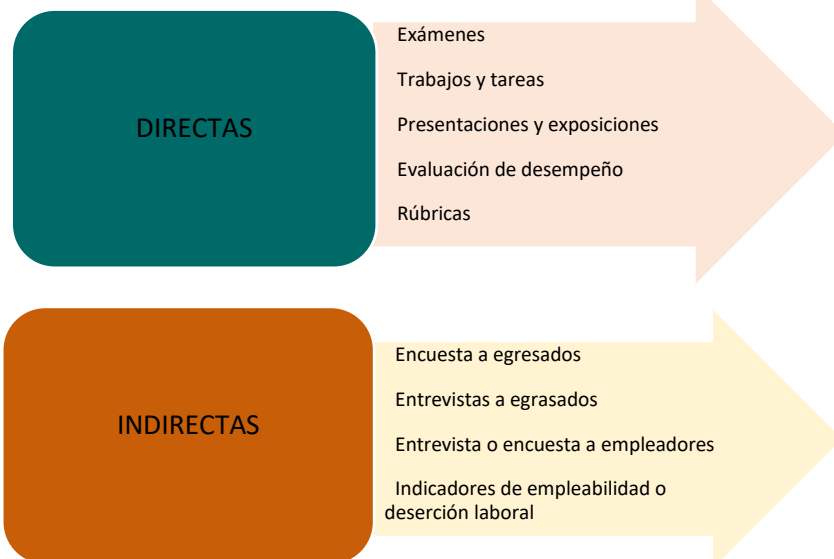 DIRECTAS
Exámenes
Trabajos y tareas
Presentaciones y exposiciones
Evaluación de desempeño
Rúbricas
INDIRECTAS
Encuesta a egresados
Entrevistas a egrasados
Entrevista o encuesta a empleadores
Indicadores de empleabilidad o
deserción laboral